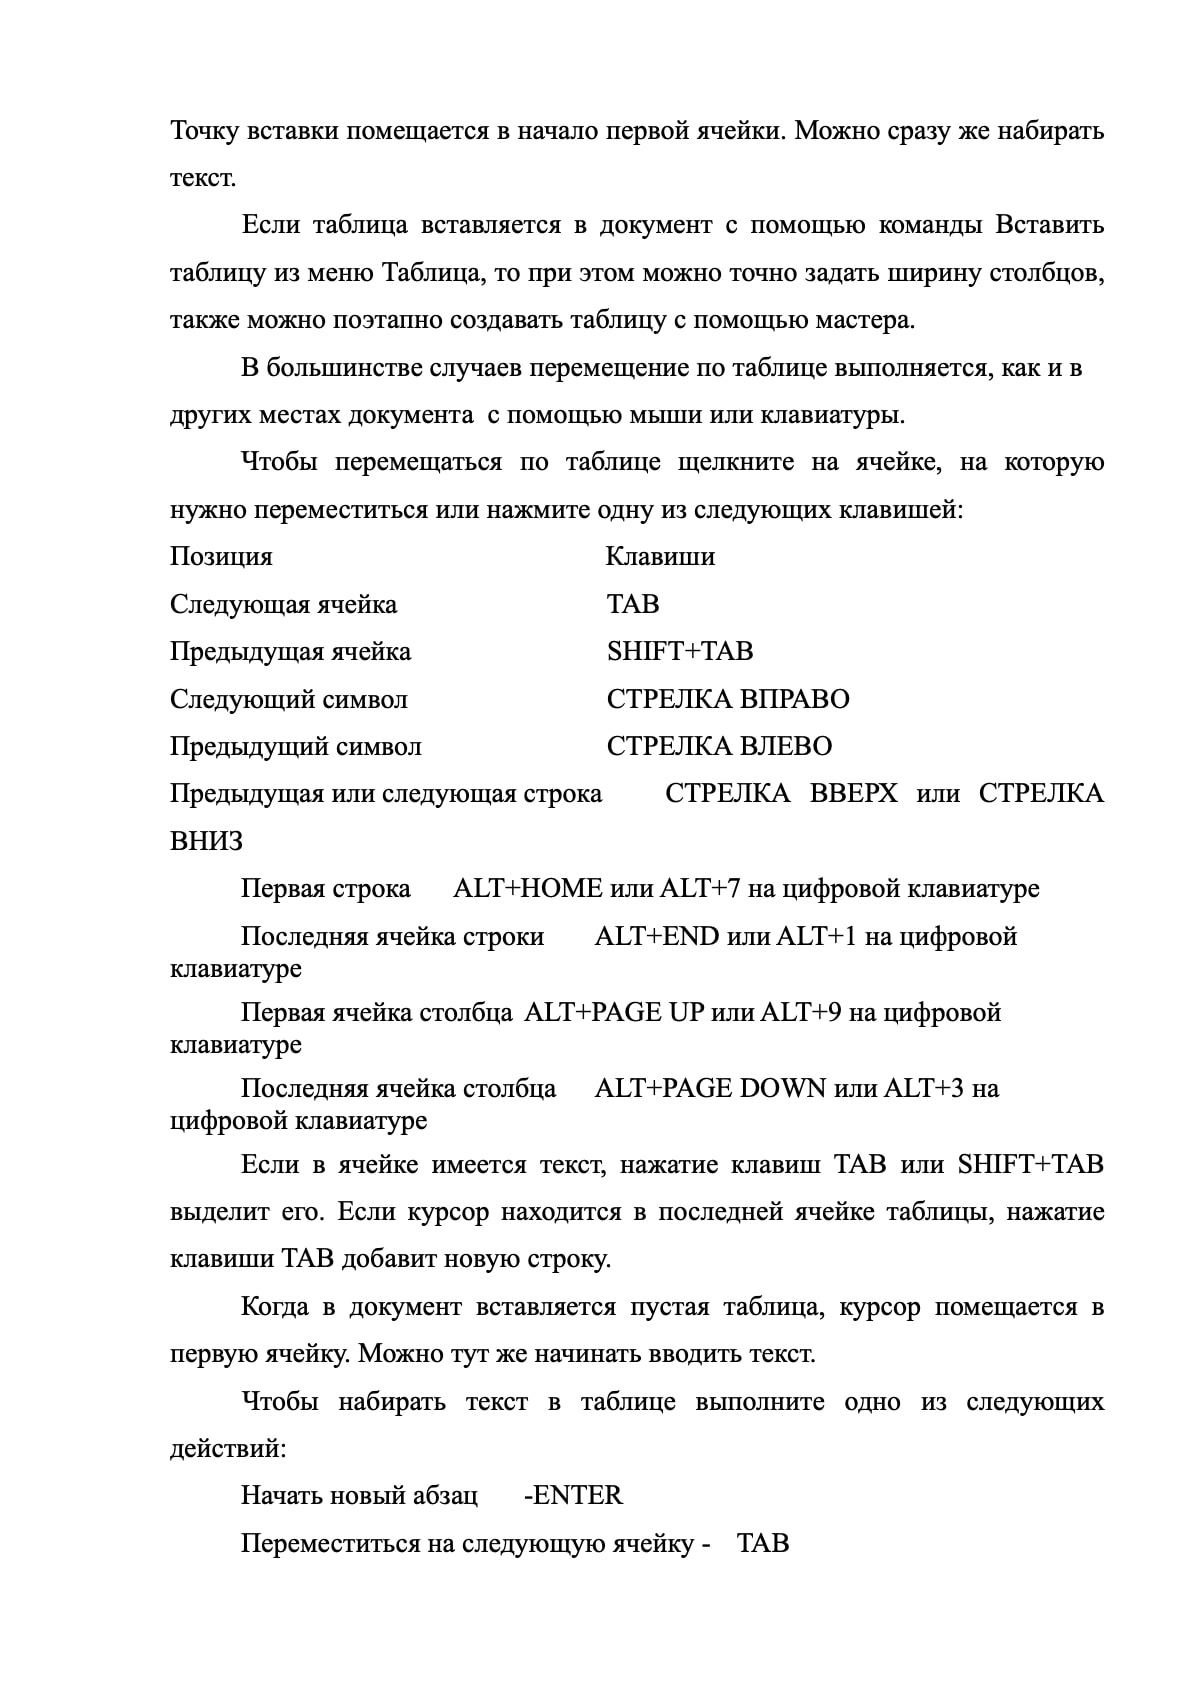 Точку вставки помещается в начало первой ячейки. Можно сразу же набирать
текст.
Если таблица вставляется в документ с помощью команды Вставить
таблицу из меню Таблица, то при этом можно точно задать ширину столбцов,
также можно поэтапно создавать таблицу с помощью мастера.
В большинстве случаев перемещение по таблице выполняется, как и в
других местах документа  с помощью мыши или клавиатуры.
Чтобы перемещаться по таблице щелкните на ячейке, на которую
нужно переместиться или нажмите одну из следующих клавишей:
Позиция Клавиши
Следующая ячейка TAB
Предыдущая ячейка SHIFT+TAB
Следующий символ СТРЕЛКА ВПРАВО
Предыдущий символ СТРЕЛКА ВЛЕВО
Предыдущая или следующая строка СТРЕЛКА ВВЕРХ или СТРЕЛКА
ВНИЗ
Первая строка ALT+HOME или ALT+7 на цифровой клавиатуре
Последняя ячейка строки ALT+END или ALT+1 на цифровой
клавиатуре
Первая ячейка столбца ALT+PAGE UP или ALT+9 на цифровой
клавиатуре
Последняя ячейка столбца ALT+PAGE DOWN или ALT+3 на
цифровой клавиатуре
Если в ячейке имеется текст, нажатие клавиш TAB или SHIFT+TAB
выделит его. Если курсор находится в последней ячейке таблицы, нажатие
клавиши TAB добавит новую строку.
Когда в документ вставляется пустая таблица, курсор помещается в
первую ячейку. Можно тут же начинать вводить текст.
Чтобы набирать текст в таблице выполните одно из следующих
действий:
Начать новый абзац -ENTER
Переместиться на следующую ячейку - TAB